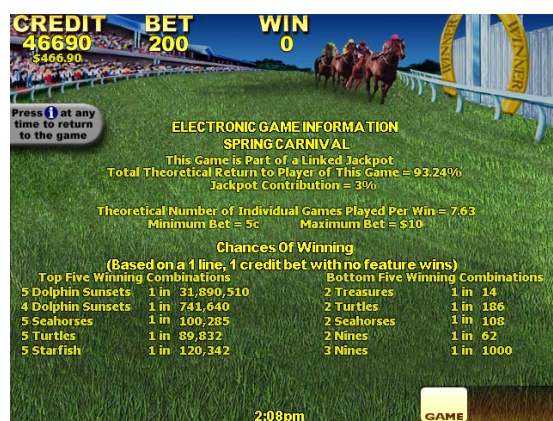 CREDIT BET WIN
46690 200 0
$466.90
WINNER
WINNER
Press i at any
time to return
to the game
ELECTRONIC GAME INFORMATION
SPRING CARNIVAL
This Game is Part of a Linked Jackpot
Total Theoretical Return to Player of This Game = 93.24%
Jackpot Contribution = 3%
Theoretical Number of Individual Games Played Per Win = 7.63
Minimum Bet = 5c Maximum Bet = $10
Chances Of Winning
(Based on a 1 line, 1 credit bet with no feature wins)
Top Five Winning Combinations Bottom Five Winning Combinations
5 Dolphin Sunsets 1 in 31,890,510 2 Treasures 1 in 14
4 Dolphin Sunsets 1 in 741,640 2 Turtles 1 in 186
5 Seahorses 1 in 100,285 2 Seahorses 1 in 108
5 Turtles 1 in 89,832 2 Nines 1 in 62
5 Starfish 1 in 120,342 3 Nines 1 in 1000
2:08pm
GAME